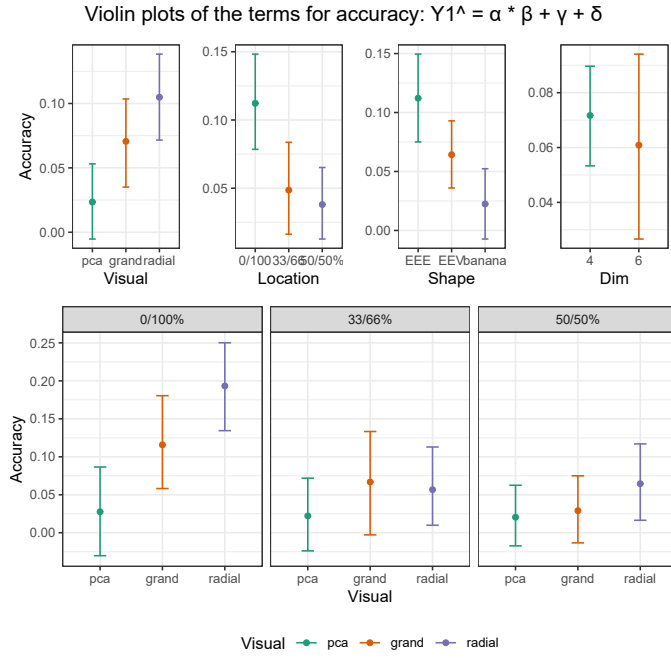 Violin plots of the terms for accuracy: Y1^ = α * β + γ + δ
Accuracy
0.10
0.05
0.00
pca grand radial
Visual
0.15
0.10
0.05
0/100 33/66 50/50%
Location
0.15
0.10
0.05
0.00
EEE EEV banana
Shape
0.08
0.06
0.04
4 6
Dim
0/100% 33/66% 50/50%
Accuracy
0.25
0.20
0.15
0.10
0.05
0.00
pca grand radial pca grand radial pca grand radial
Visual
Visual pca grand radial